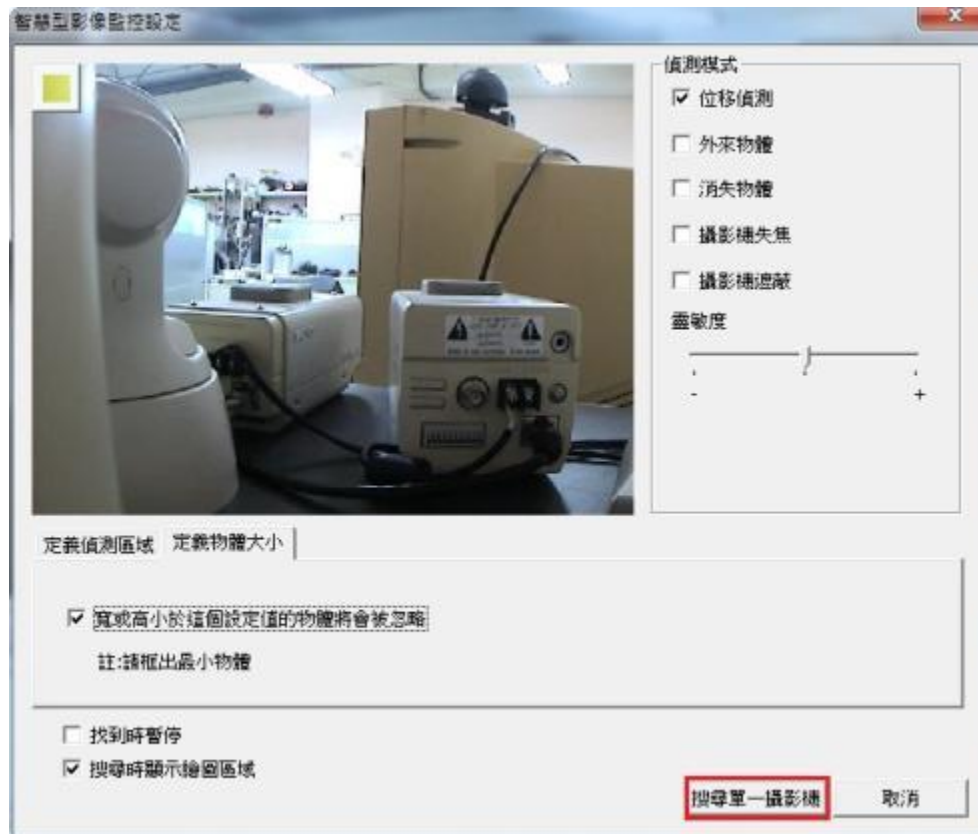 智慧型影像監控設定
偵測模式
位移偵測
外來物體
消失物體
攝影機失焦
攝影機遮蔽
靈敏度
- +
定義偵測區域 定義物體大小
寬或高小於這個設定值的物體將會被忽略
註:請框出最小物體
找到時暫停
搜尋時顯示繪圖區域
搜尋單一攝影機 取消